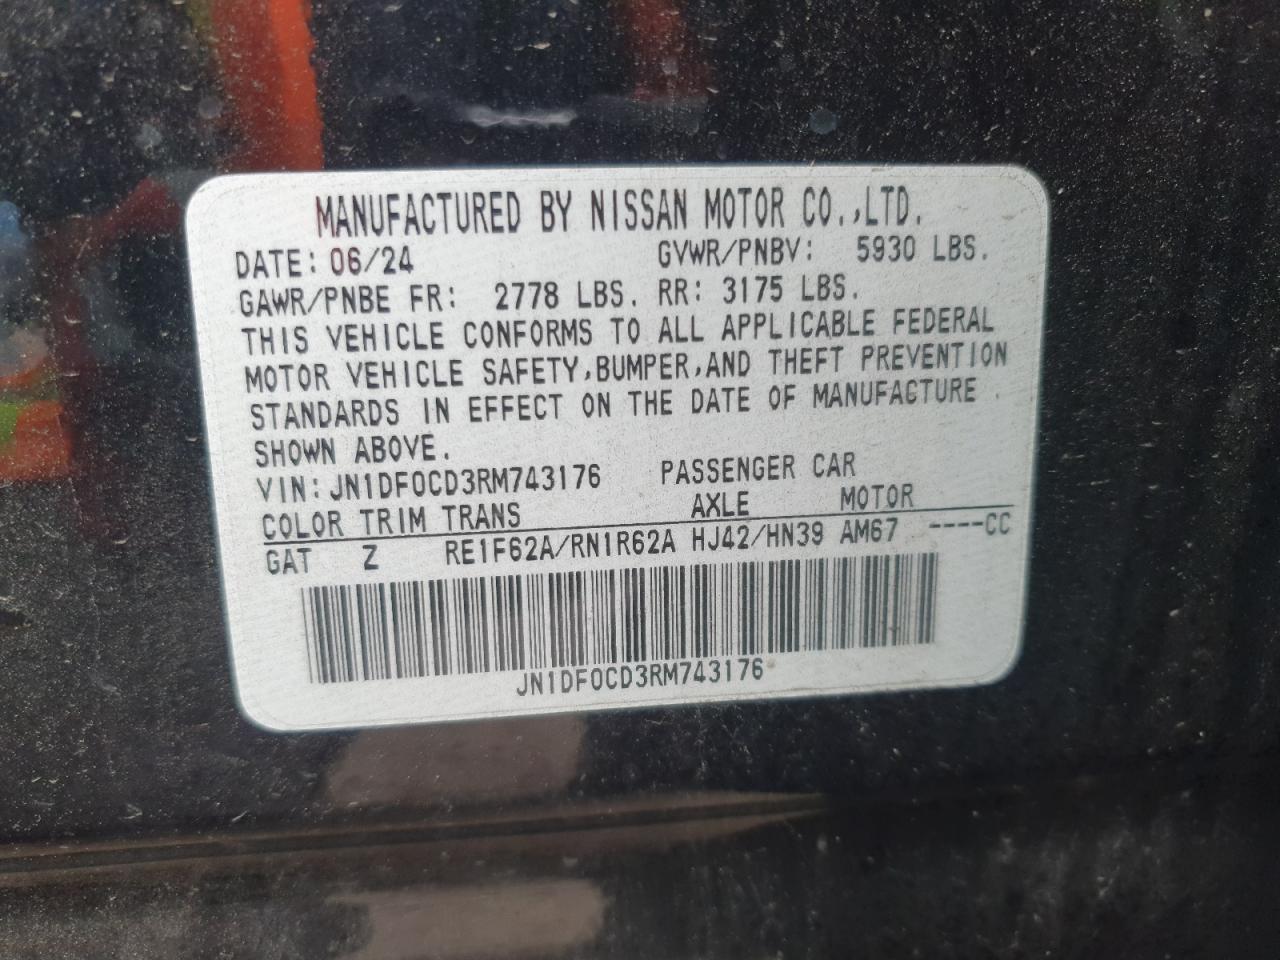 MANUFACTURED BY NISSAN MOTOR CO.,LTD.
DATE: 06/24 GVWR/PNBV: 5930 LBS.
GAWR/PNBE FR: 2778 LBS. RR: 3175 LBS.
THIS VEHICLE CONFORMS TO ALL APPLICABLE FEDERAL
MOTOR VEHICLE SAFETY,BUMPER,AND THEFT PREVENTION
STANDARDS IN EFFECT ON THE DATE OF MANUFACTURE
SHOWN ABOVE.
VIN: JN1DF0CD3RM743176 PASSENGER CAR
COLOR TRIM TRANS AXLE MOTOR
GAT Z RE1F62A/RN1R62A HJ42/HN39 AM67 ----CC
JN1DF0CD3RM743176